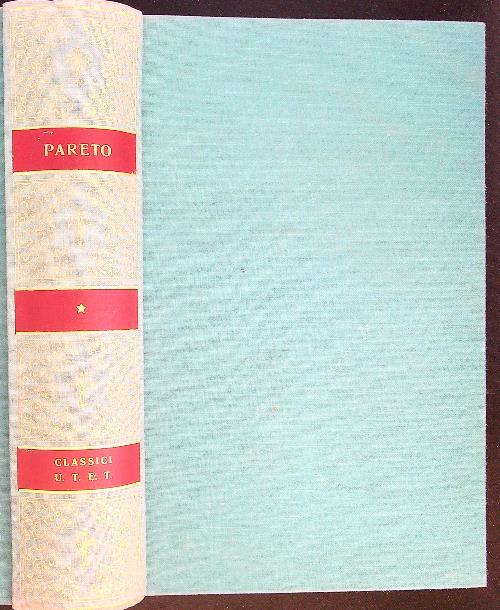 PARETO
CLASSICI
U. T. E. T.